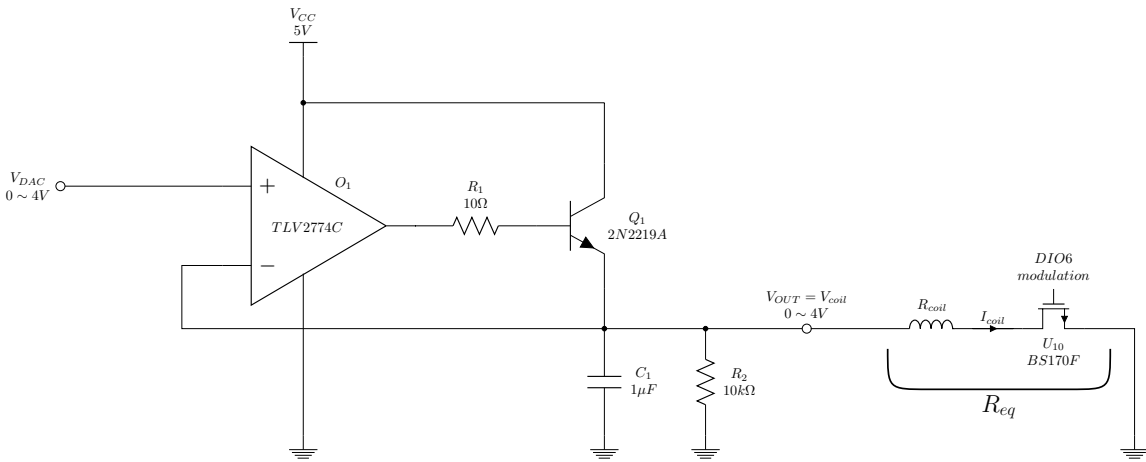 V_CC
5V
V_DAC
0 ∼ 4V
+
O_1
TLV2774C
−
R_1
10Ω
Q_1
2N2219A
C_1
1μF
R_2
10kΩ
V_OUT = V_coil
0 ∼ 4V
R_coil
I_coil
DIO6
modulation
U_10
BS170F
R_eq